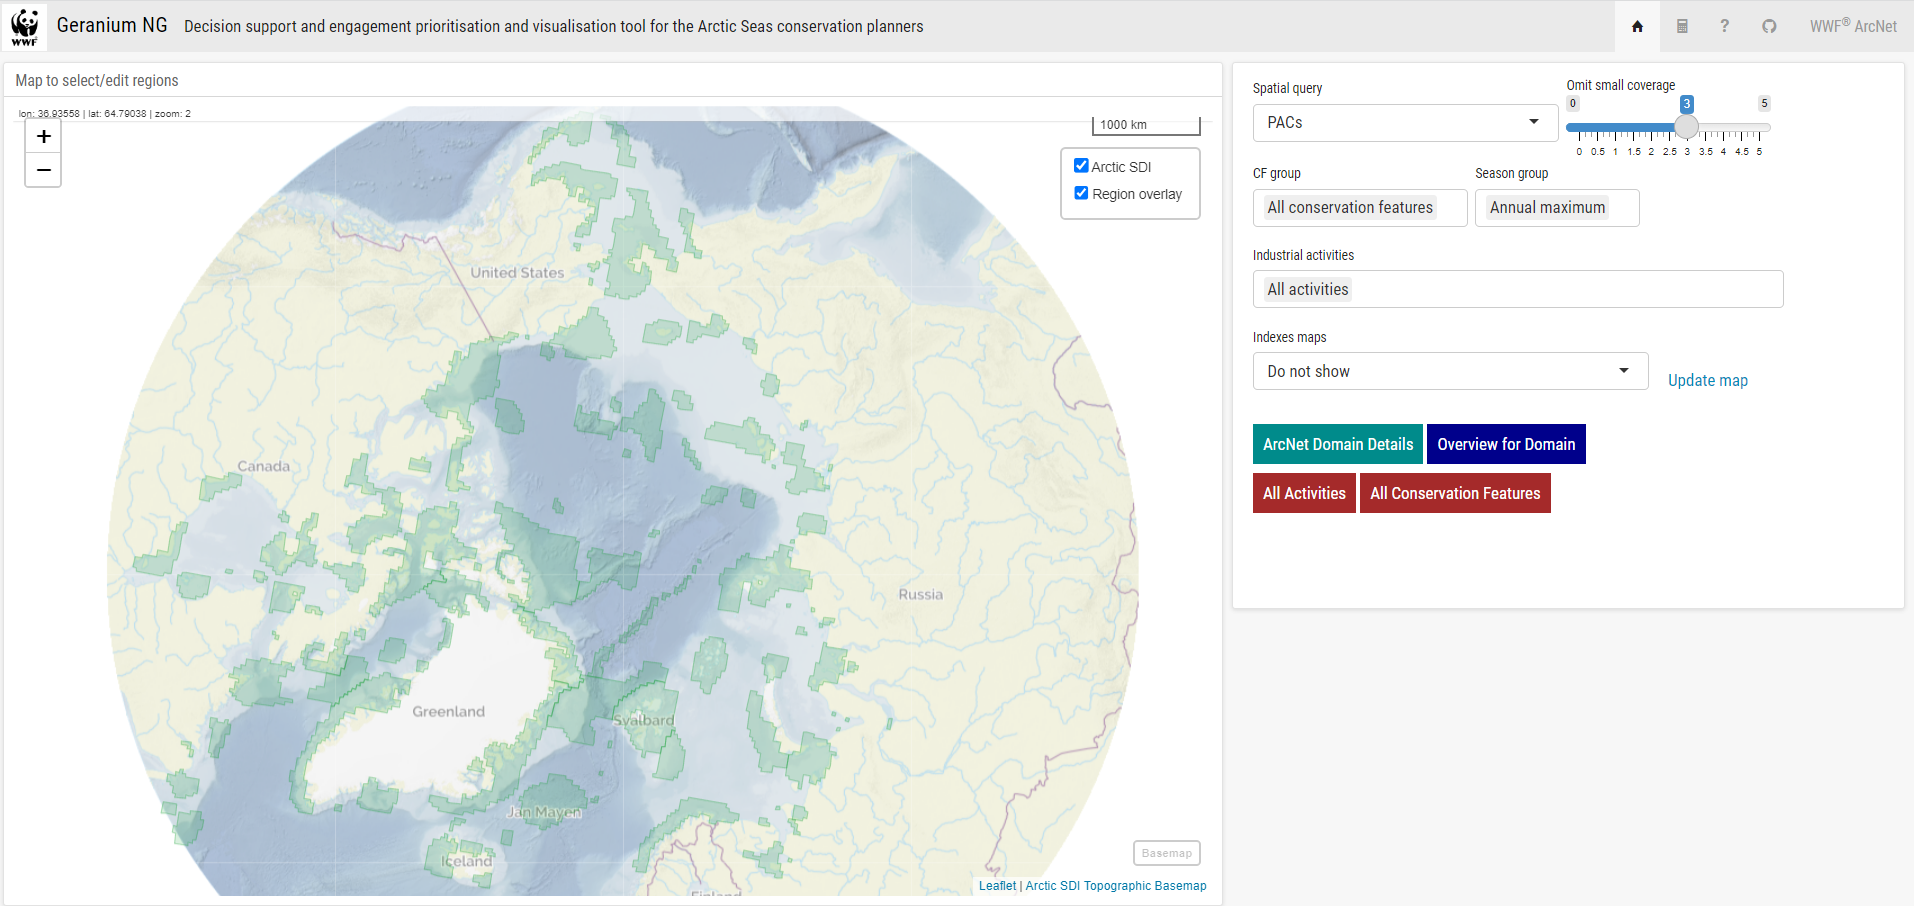 WWF
Geranium NG Decision support and engagement prioritisation and visualisation tool for the Arctic Seas conservation planners
? WWF® ArcNet
Map to select/edit regions
lon: 36.93558 | lat: 64.79038 | zoom: 2
+
−
1000 km
Arctic SDI
Region overlay
United States
Canada
Russia
Greenland
Svalbard
Jan Mayen
Iceland
Finland
Basemap
Leaflet | Arctic SDI Topographic Basemap
Spatial query
PACs
Omit small coverage
0 3 5
0 0.5 1 1.5 2 2.5 3 3.5 4 4.5 5
CF group
All conservation features
Season group
Annual maximum
Industrial activities
All activities
Indexes maps
Do not show
Update map
ArcNet Domain Details Overview for Domain
All Activities All Conservation Features